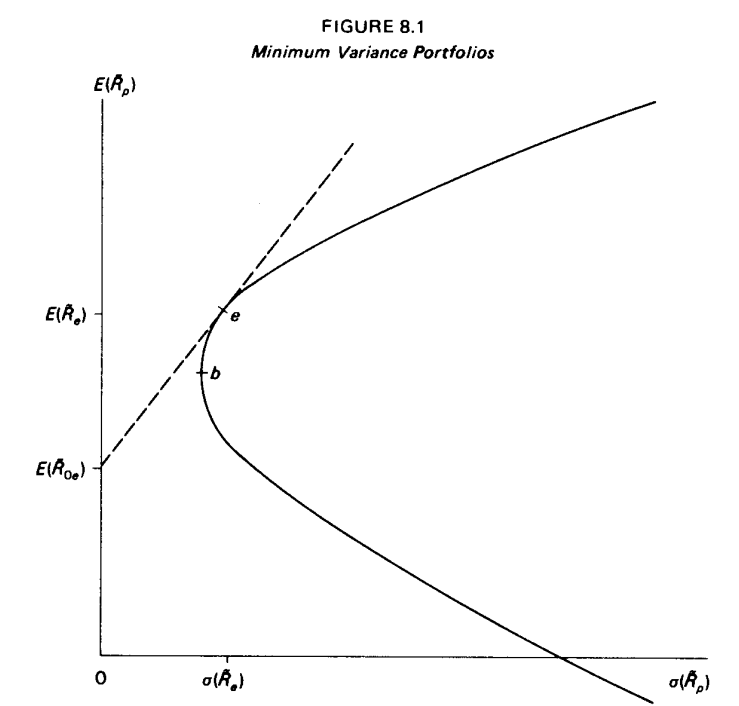 FIGURE 8.1
Minimum Variance Portfolios
E(R̃ₚ)
E(R̃ₑ)
e
b
E(R̃₀ₑ)
0
σ(R̃ₑ)
σ(R̃ₚ)